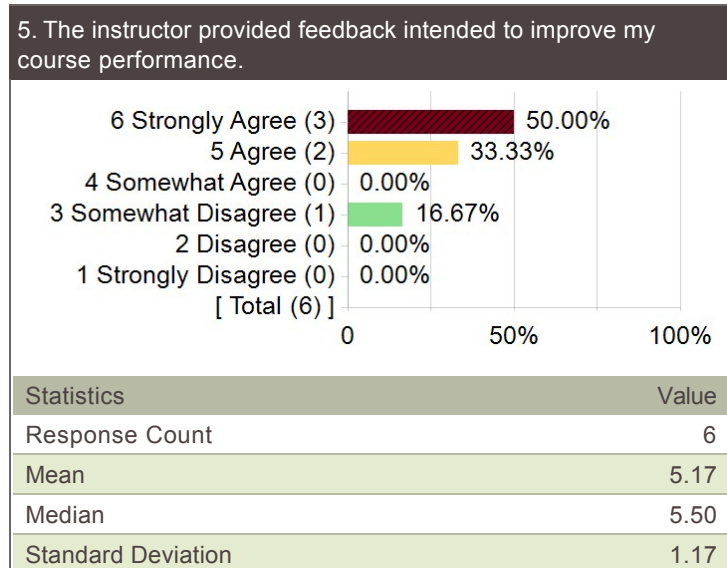 5. The instructor provided feedback intended to improve my
course performance.
6 Strongly Agree (3) 50.00%
5 Agree (2) 33.33%
4 Somewhat Agree (0) 0.00%
3 Somewhat Disagree (1) 16.67%
2 Disagree (0) 0.00%
1 Strongly Disagree (0) 0.00%
[ Total (6) ]
0 50% 100%
Statistics Value
Response Count 6
Mean 5.17
Median 5.50
Standard Deviation 1.17